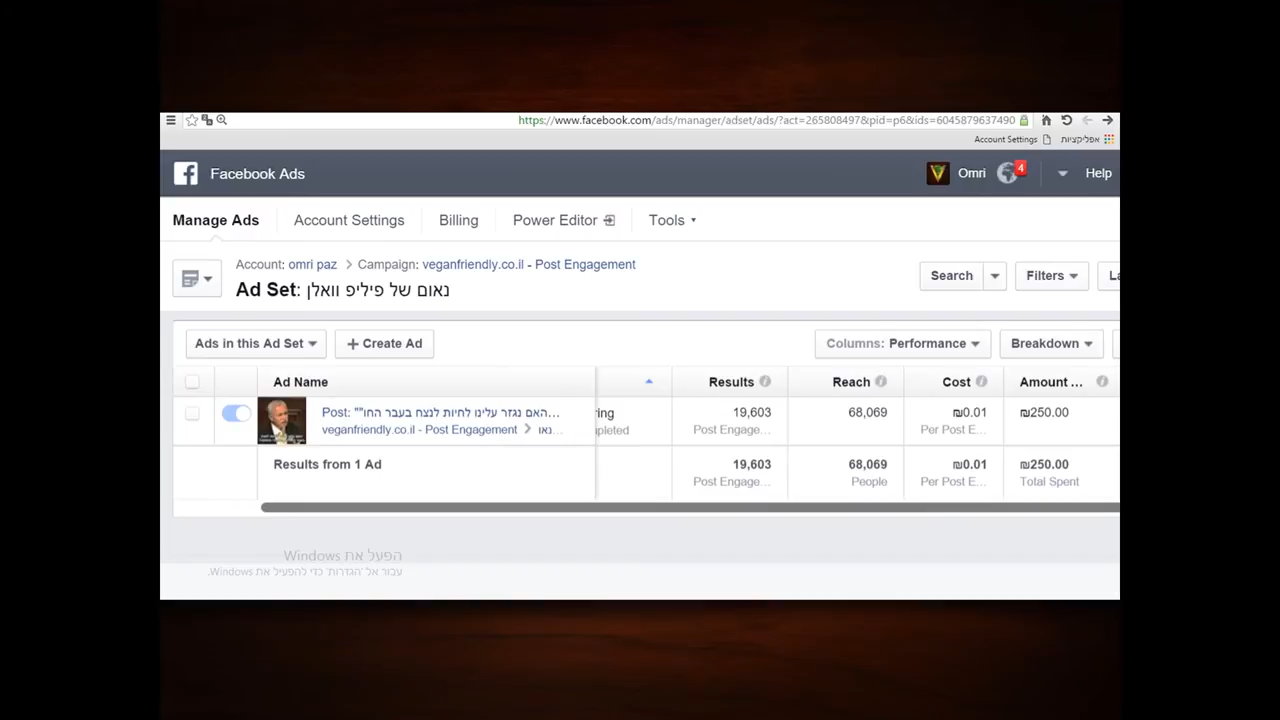 https://www.facebook.com/ads/manager/adset/ads/?act=265808497&pid=p6&ids=6045879637490
Account Settings אפליקציות
Facebook Ads Omri 4 Help
Manage Ads Account Settings Billing Power Editor Tools
Account: omri paz > Campaign: veganfriendly.co.il - Post Engagement
Ad Set: נאום של פיליפ וואלן
Search Filters La
Ads in this Ad Set + Create Ad Columns: Performance Breakdown
Ad Name Results Reach Cost Amount ...
Post: ""האם נגזר עלינו לחיות לנצח בעבר החו... ring 19,603 68,069 ₪0.01 ₪250.00
veganfriendly.co.il - Post Engagement > נאו... pleted Post Engage... Per Post E...
Results from 1 Ad 19,603 68,069 ₪0.01 ₪250.00
Post Engage... People Per Post E... Total Spent
הפעל את Windows
עבור אל 'הגדרות' כדי להפעיל את Windows.